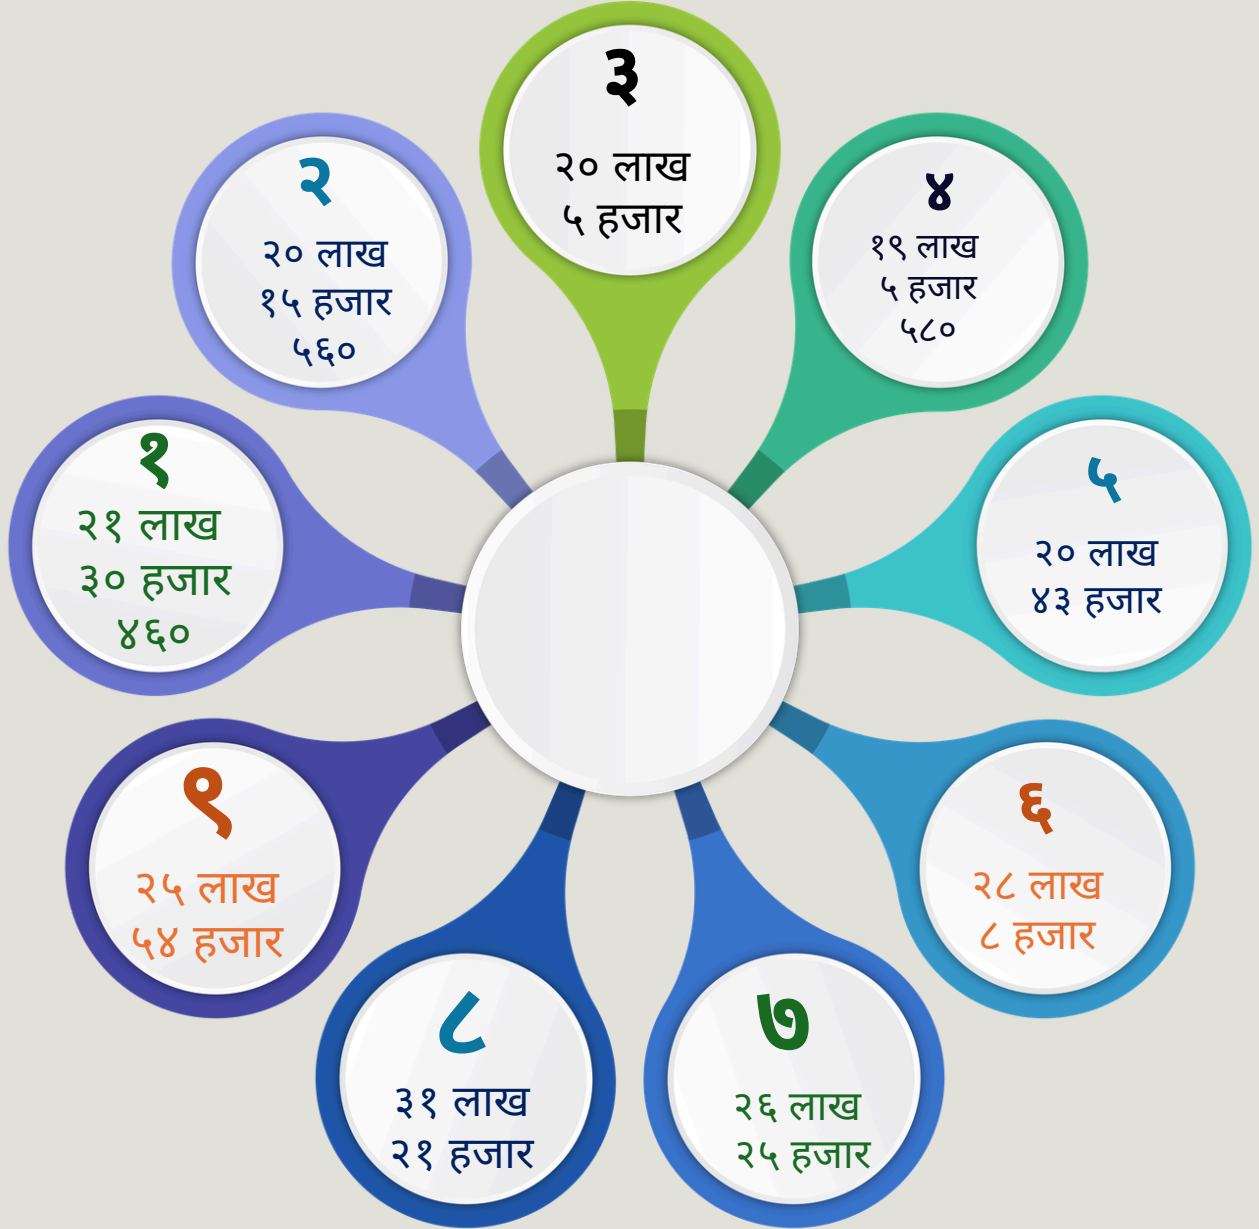 १
२१ लाख
३० हजार
४६०
२
२० लाख
१५ हजार
५६०
३
२० लाख
५ हजार
४
१९ लाख
५ हजार
५८०
५
२० लाख
४३ हजार
६
२८ लाख
८ हजार
७
२६ लाख
२५ हजार
८
३१ लाख
२१ हजार
९
२५ लाख
५४ हजार